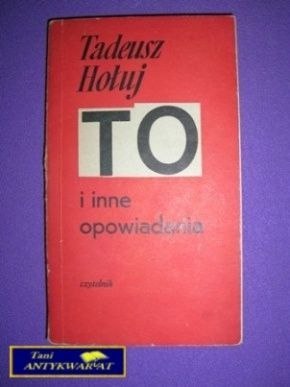 Tadeusz
Hołuj
TO
i inne
opowiadania
czytelnik
Tani
ANTYKWARIAT